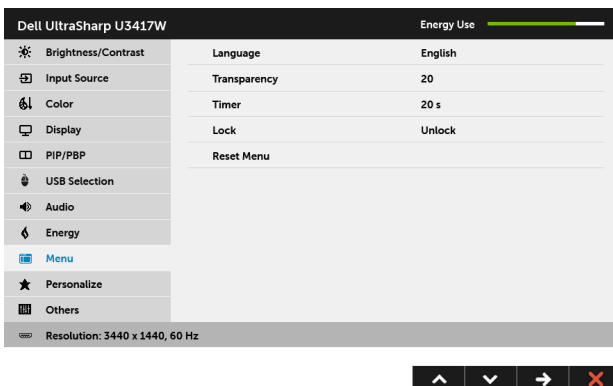 Dell UltraSharp U3417W Energy Use
Brightness/Contrast Language English
Input Source Transparency 20
Color Timer 20 s
Display Lock Unlock
PIP/PBP Reset Menu
USB Selection
Audio
Energy
Menu
Personalize
Others
Resolution: 3440 x 1440, 60 Hz